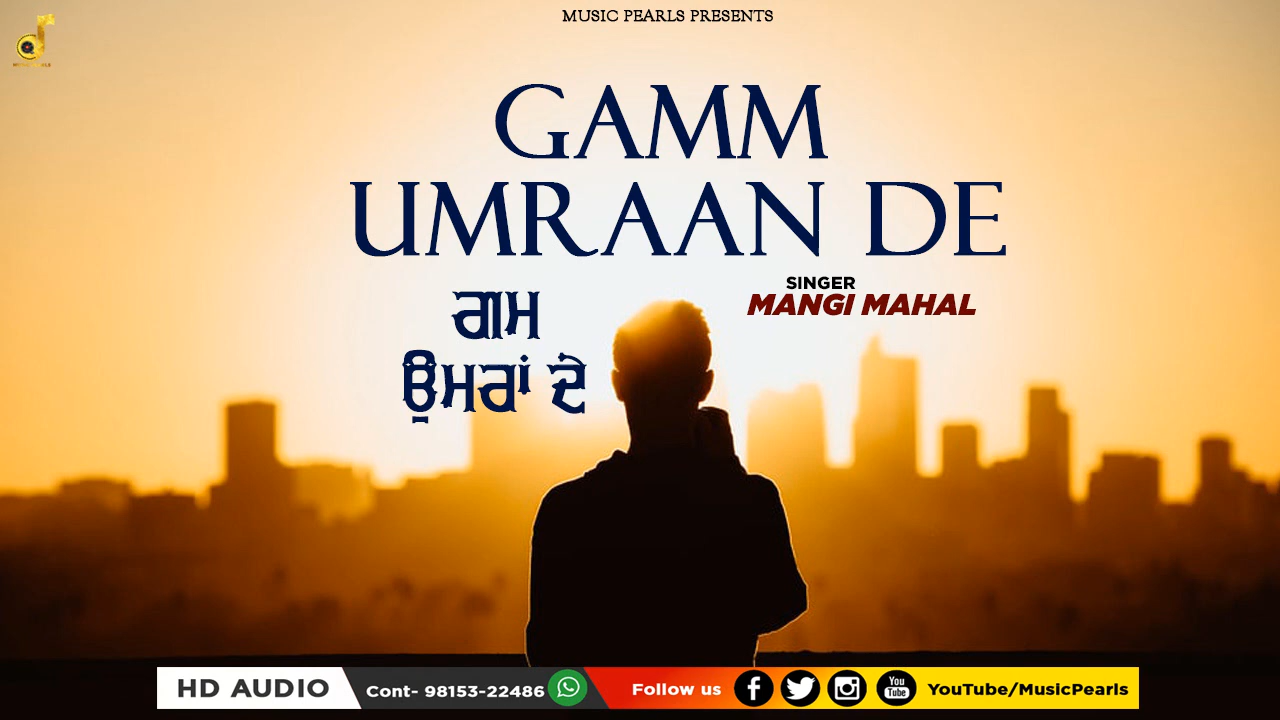 MUSIC PEARLS PRESENTS
GAMM
UMRAAN DE
SINGER
MANGI MAHAL
ਗਮ
ਉਮਰਾਂ ਦੇ
HD AUDIO
Cont- 98153-22486
Follow us
You
Tube
YouTube/MusicPearls